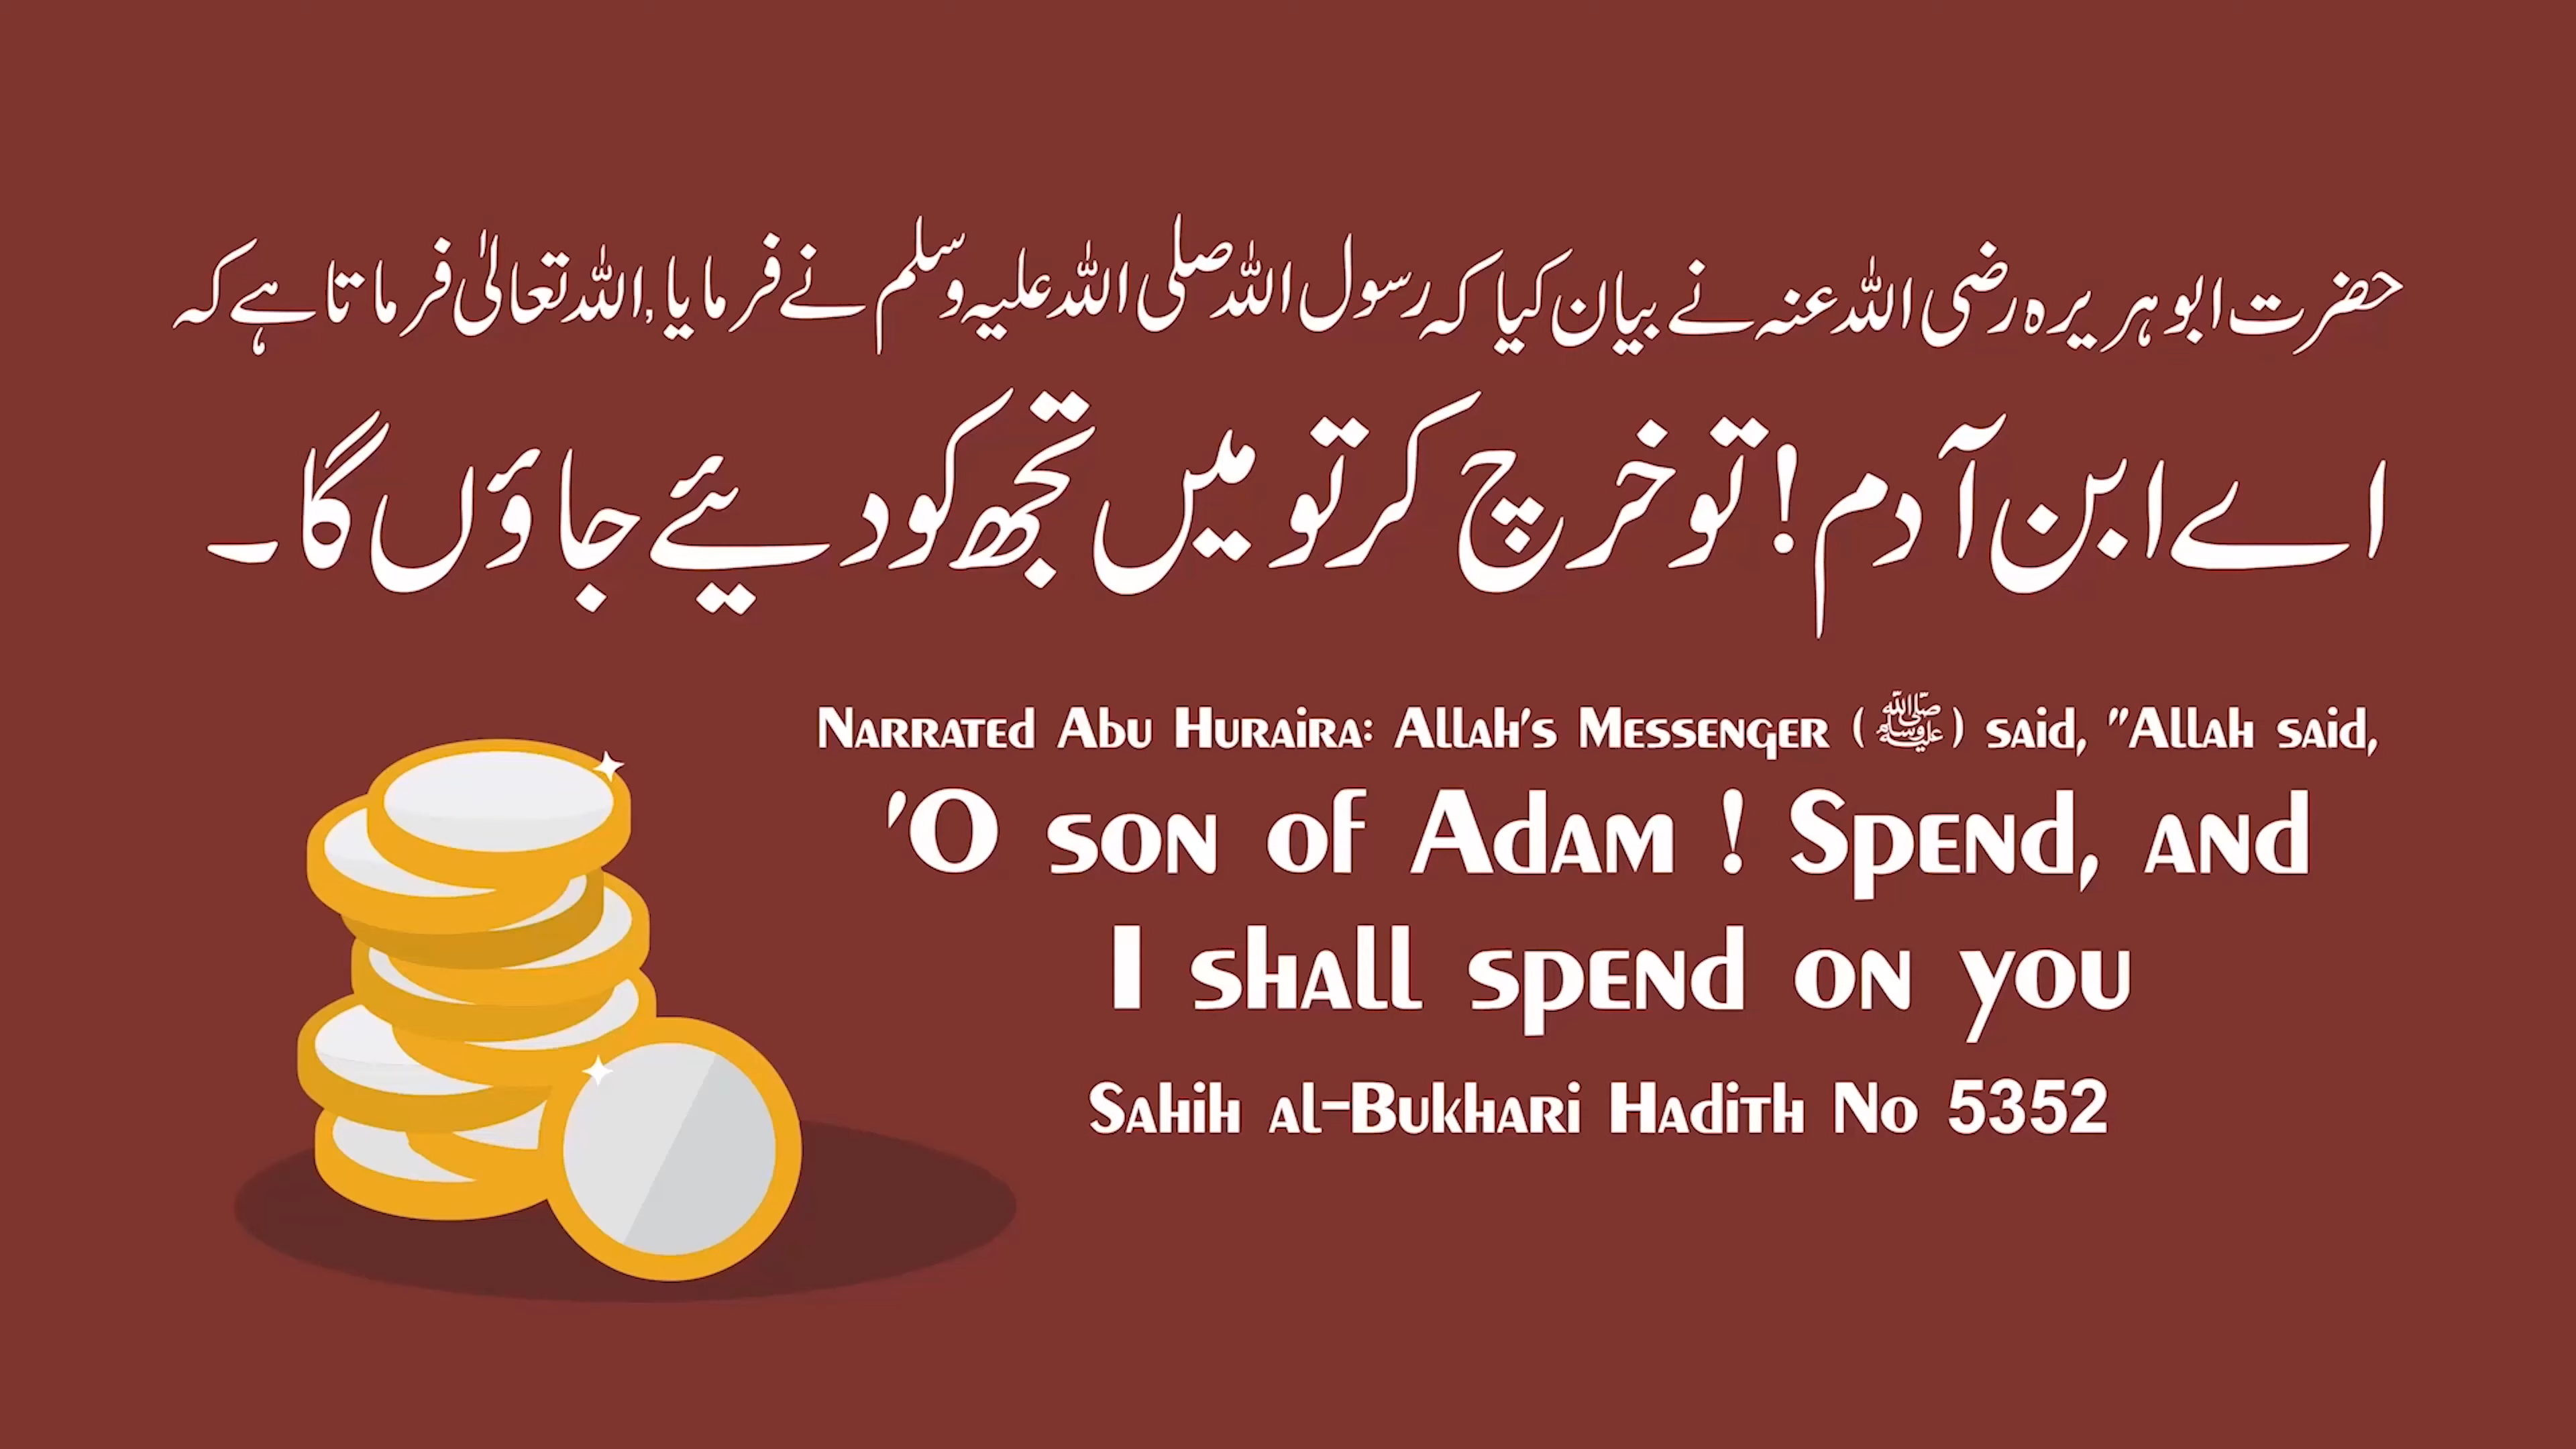 حضرت ابوہریرہ رضی اللہ عنہ نے بیان کیا کہ رسول اللہ صلی اللہ علیہ وسلم نے فرمایا, اللہ تعالیٰ فرماتا ہے کہ
اے ابن آدم! تو خرچ کر تو میں تجھ کو دیئے جاؤں گا۔
Narrated Abu Huraira: Allah's Messenger (ﷺ) said, "Allah said,
'O son of Adam ! Spend, and
I shall spend on you
Sahih al-Bukhari Hadith No 5352